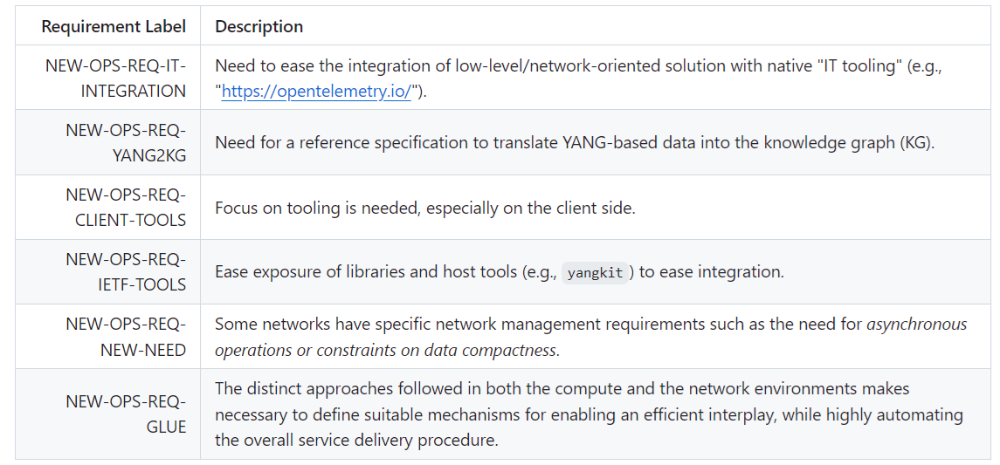 Requirement Label Description
NEW-OPS-REQ-IT-
INTEGRATION
Need to ease the integration of low-level/network-oriented solution with native "IT tooling" (e.g.,
"https://opentelemetry.io/").
NEW-OPS-REQ-
YANG2KG
Need for a reference specification to translate YANG-based data into the knowledge graph (KG).
NEW-OPS-REQ-
CLIENT-TOOLS
Focus on tooling is needed, especially on the client side.
NEW-OPS-REQ-
IETF-TOOLS
Ease exposure of libraries and host tools (e.g., yangkit ) to ease integration.
NEW-OPS-REQ-
NEW-NEED
Some networks have specific network management requirements such as the need for asynchronous
operations or constraints on data compactness.
NEW-OPS-REQ-
GLUE
The distinct approaches followed in both the compute and the network environments makes
necessary to define suitable mechanisms for enabling an efficient interplay, while highly automating
the overall service delivery procedure.